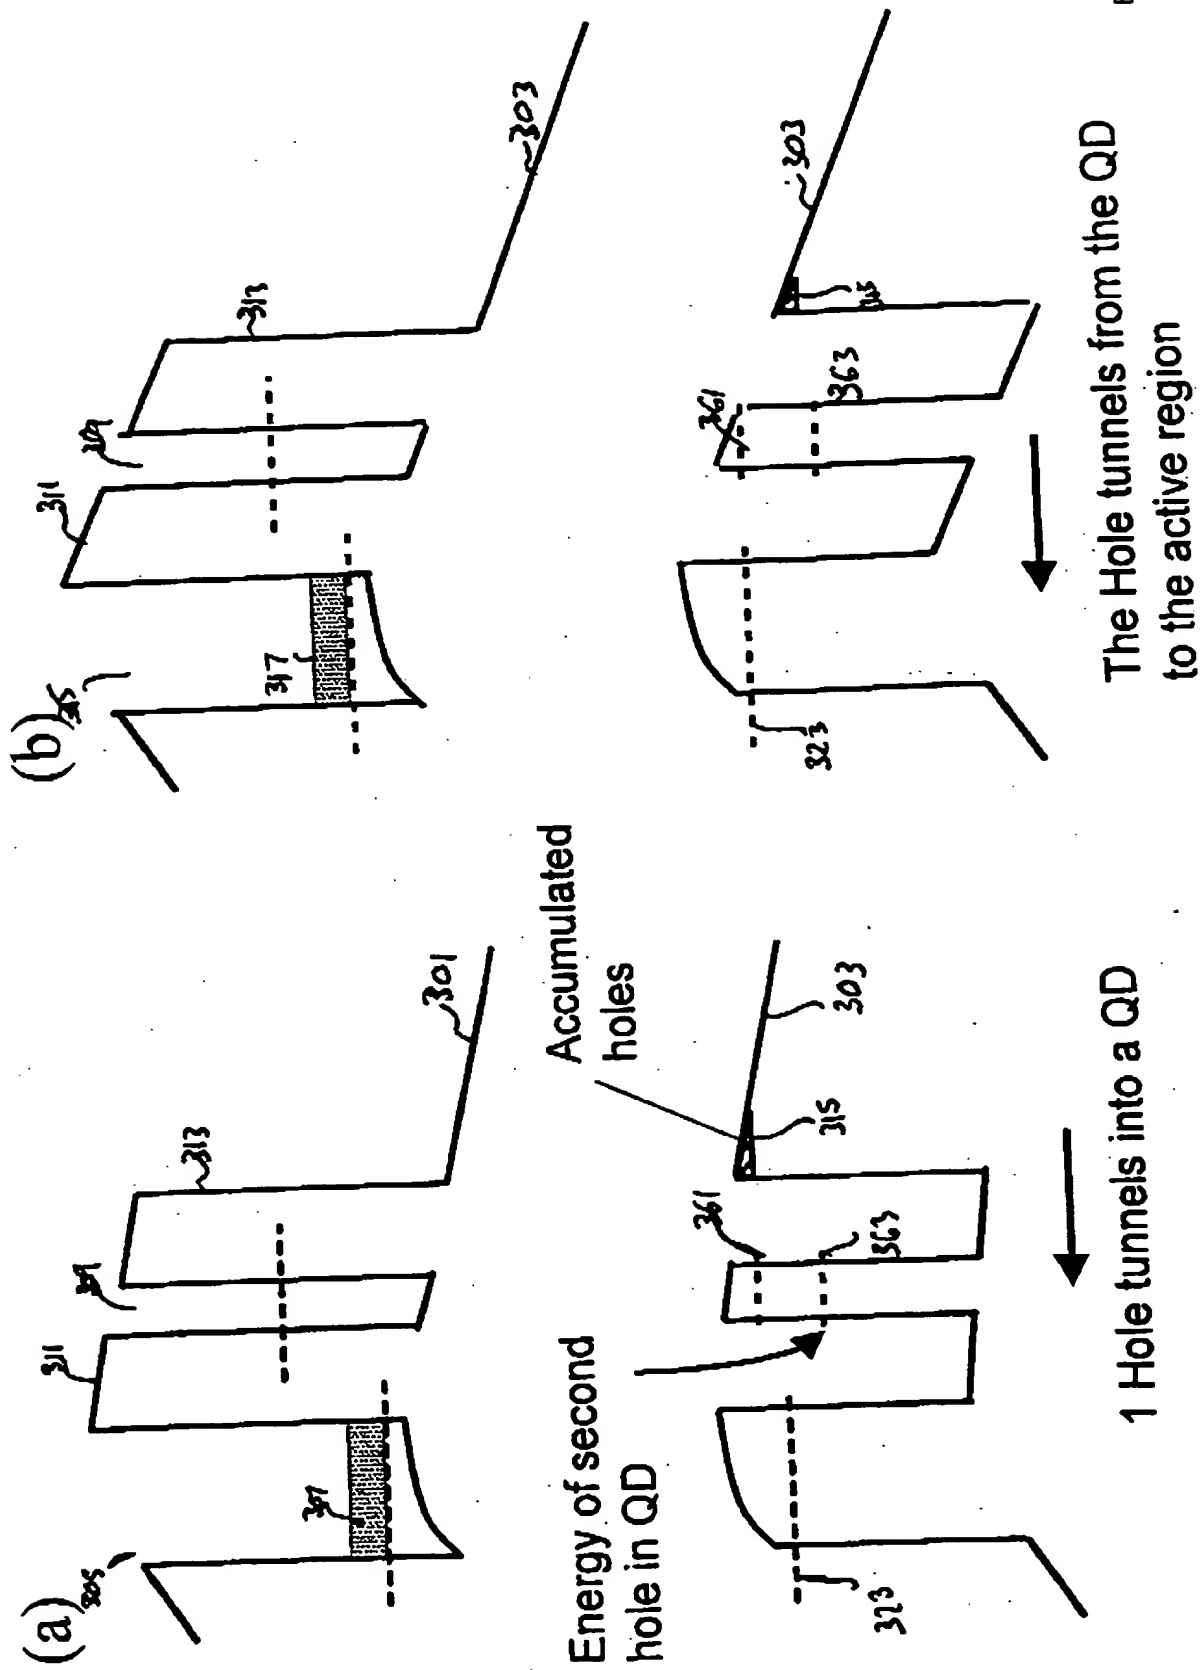 (a)
305
311
309
313
301
307
Energy of second
hole in QD
Accumulated
holes
361
363
315
303
323
1 Hole tunnels into a QD
(b)
311
309
313
303
317
361
363
303
323
The Hole tunnels from the QD
to the active region